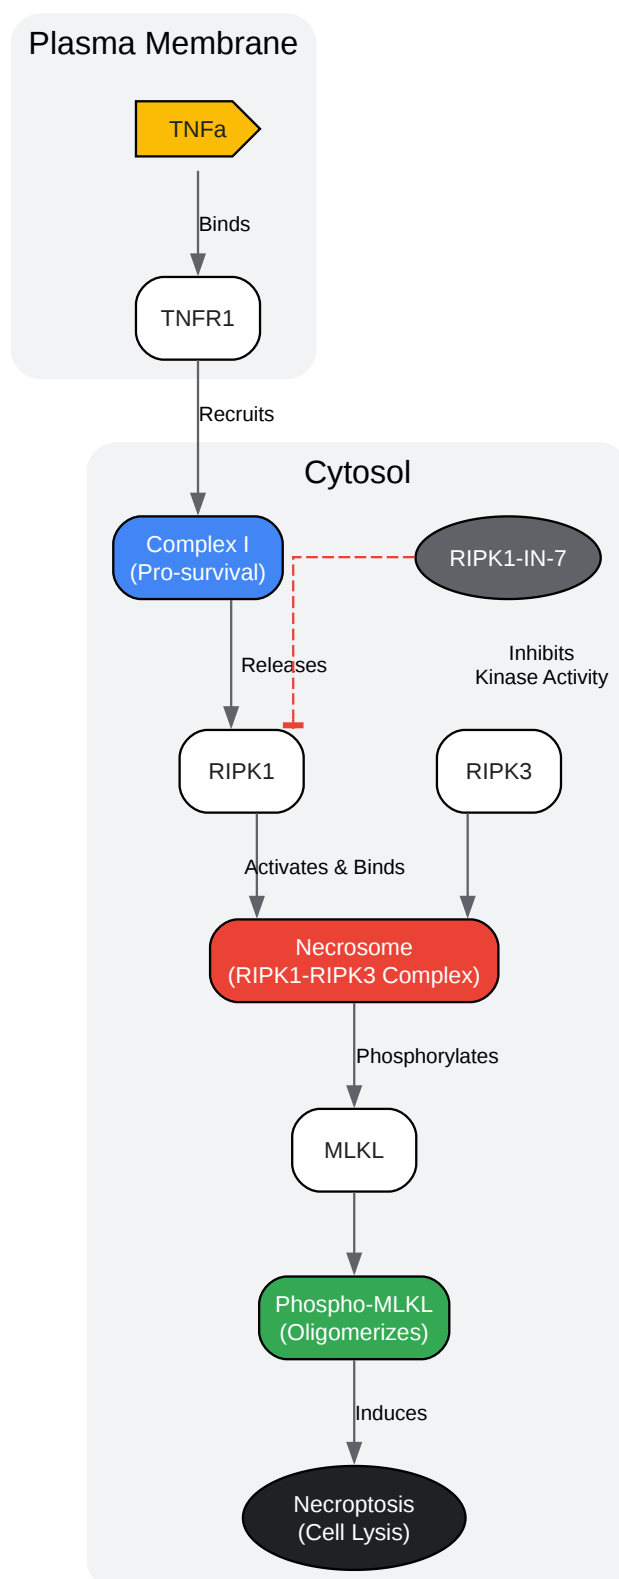 Plasma Membrane
TNFa
Binds
TNFR1
Recruits
Cytosol
Complex I
(Pro-survival)
RIPK1-IN-7
Releases
Inhibits
Kinase Activity
RIPK1
RIPK3
Activates & Binds
Necrosome
(RIPK1-RIPK3 Complex)
Phosphorylates
MLKL
Phospho-MLKL
(Oligomerizes)
Induces
Necroptosis
(Cell Lysis)